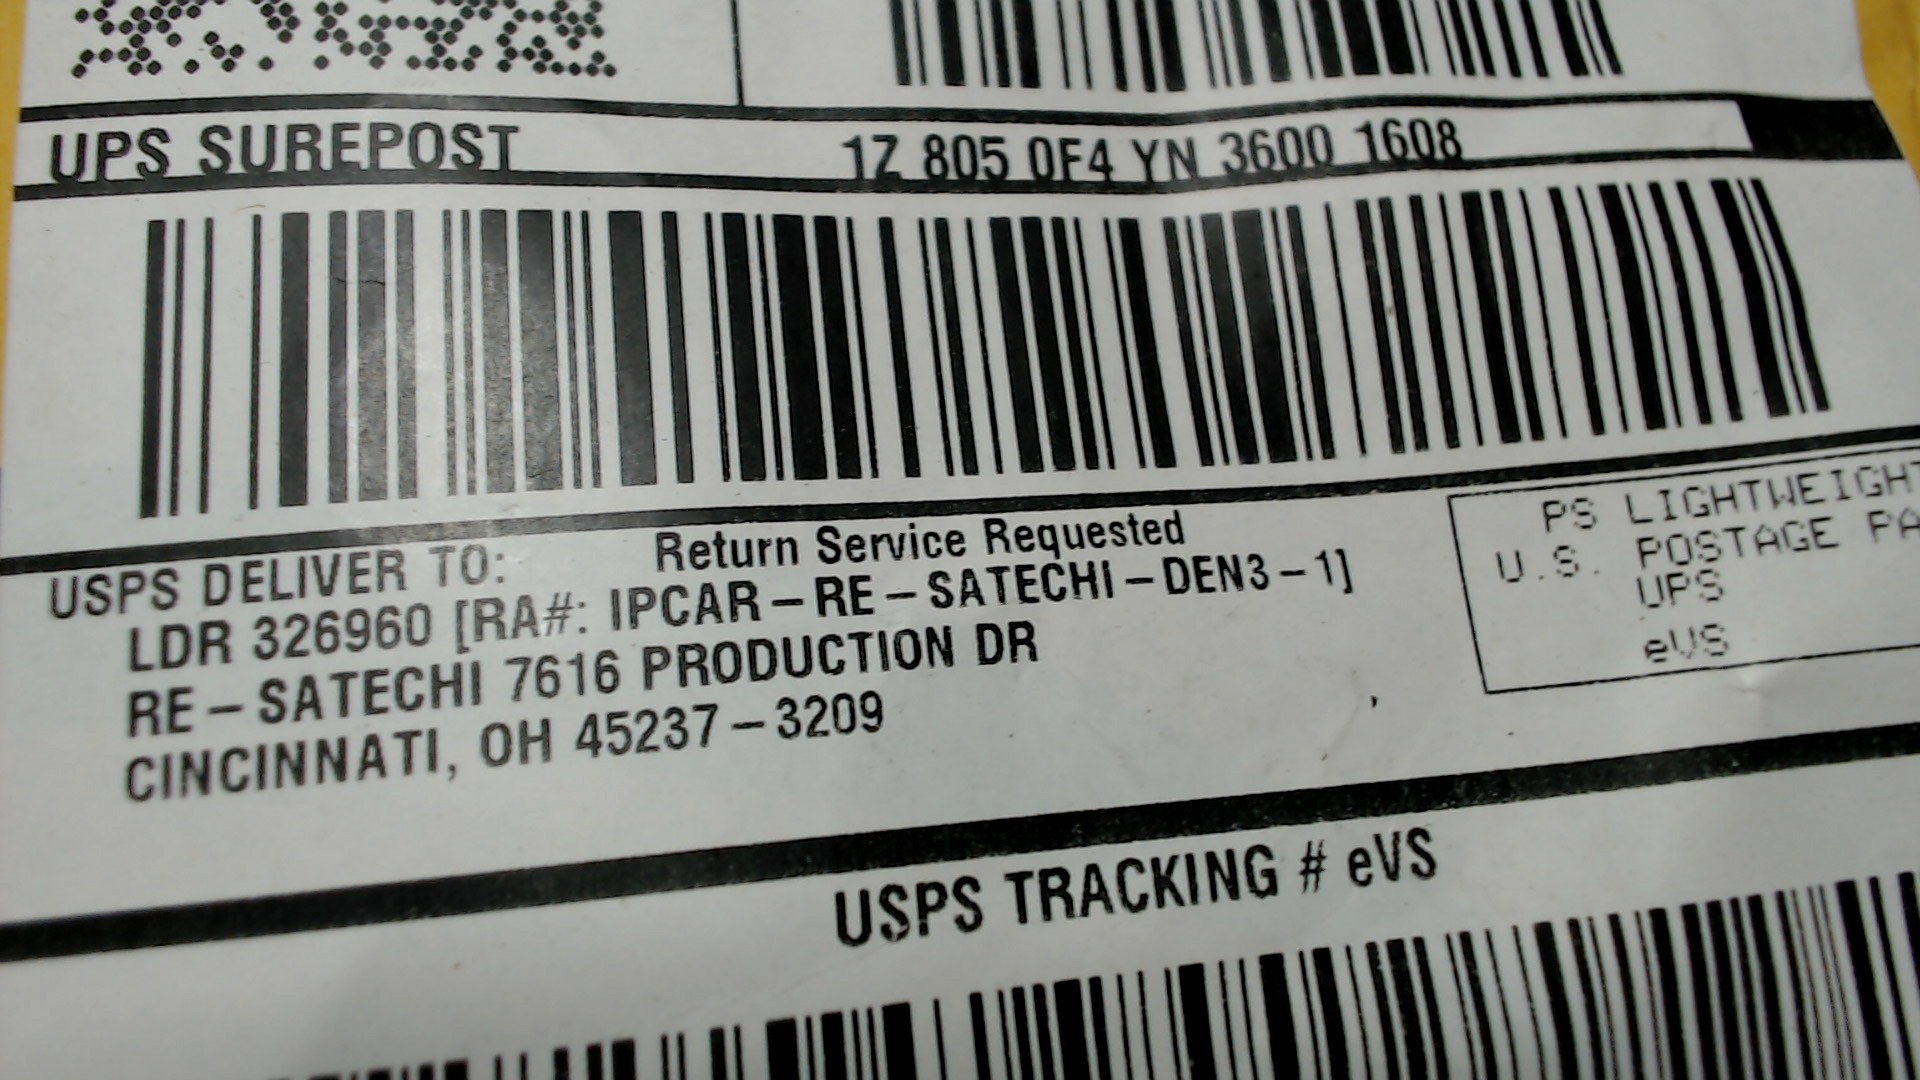 UPS SUREPOST 1Z 805 0F4 YN 3600 1608
USPS DELIVER TO: Return Service Requested
LDR 326960 [RA#: IPCAR-RE-SATECHI-DEN3-1]
RE-SATECHI 7616 PRODUCTION DR
CINCINNATI, OH 45237-3209
PS LIGHTWEIGHT
U.S. POSTAGE PA
UPS
eVS
USPS TRACKING # eVS